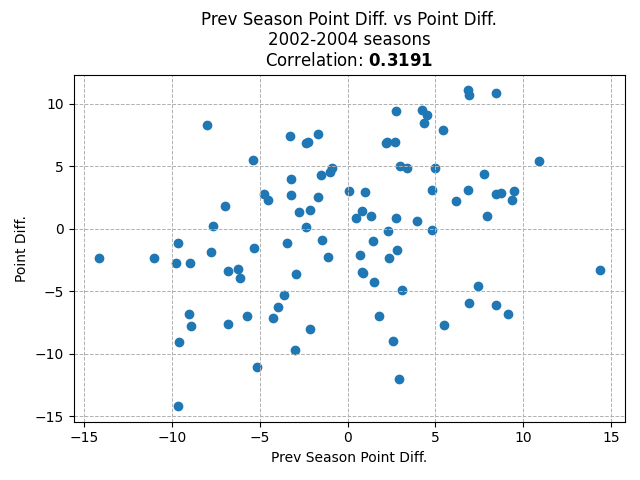 Prev Season Point Diff. vs Point Diff.
2002-2004 seasons
Correlation: 0.3191
10
5
0
−5
−10
−15
Point Diff.
−15 −10 −5 0 5 10 15
Prev Season Point Diff.